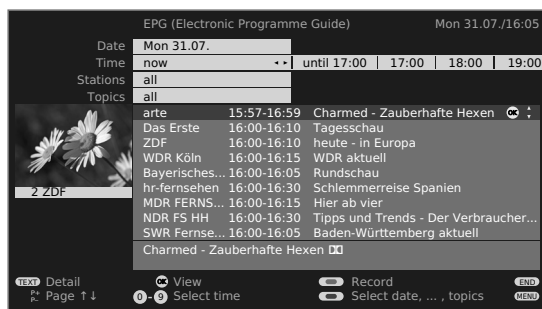 EPG (Electronic Programme Guide) Mon 31.07./16:05
Date Mon 31.07.
Time now until 17:00 17:00 18:00 19:00
Stations all
Topics all
arte 15:57-16:59 Charmed - Zauberhafte Hexen OK
Das Erste 16:00-16:10 Tagesschau
ZDF 16:00-16:10 heute - in Europa
WDR Köln 16:00-16:15 WDR aktuell
Bayerisches... 16:00-16:05 Rundschau
hr-fernsehen 16:00-16:30 Schlemmerreise Spanien
MDR FERNS... 16:00-16:15 Hier ab vier
NDR FS HH 16:00-16:30 Tipps und Trends - Der Verbraucher...
SWR Fernse... 16:00-16:05 Baden-Württemberg aktuell
2 ZDF
Charmed - Zauberhafte Hexen
TEXT Detail OK View Record END
P+ P- Page ↑↓ 0-9 Select time Select date, ... , topics MENU